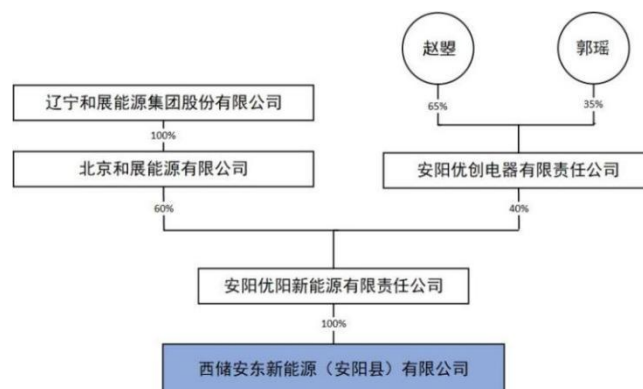 赵曌
郭瑶
辽宁和展能源集团股份有限公司
65%
35%
100%
北京和展能源有限公司
安阳优创电器有限责任公司
60%
40%
安阳优阳新能源有限责任公司
100%
西储安东新能源（安阳县）有限公司